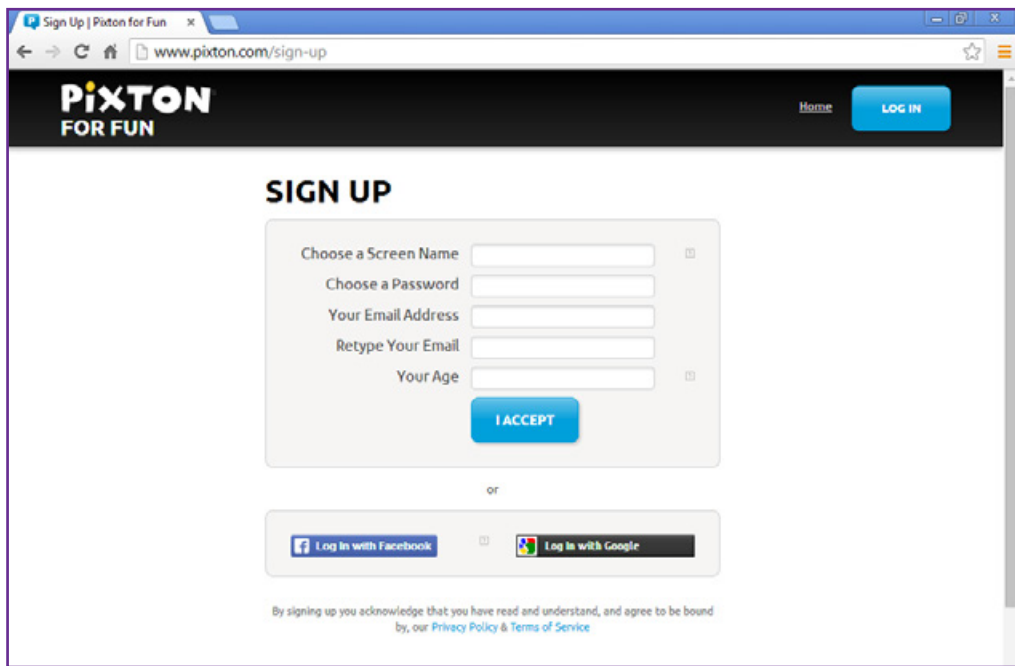 Sign Up | Pixton for Fun
www.pixton.com/sign-up
PiXTON
FOR FUN
Home
LOG IN
SIGN UP
Choose a Screen Name
Choose a Password
Your Email Address
Retype Your Email
Your Age
I ACCEPT
or
Log In with Facebook
Log in with Google
By signing up you acknowledge that you have read and understand, and agree to be bound
by, our Privacy Policy & Terms of Service